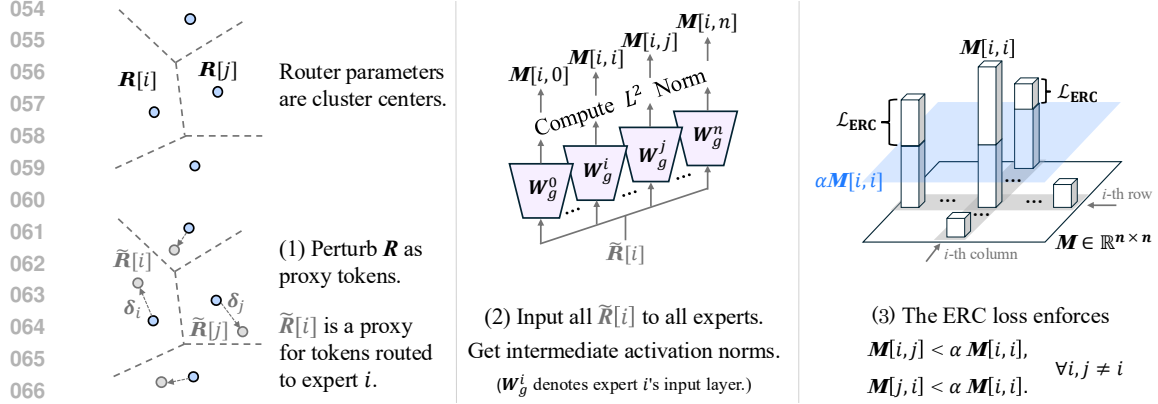 054
055
056
057
058
059
060
061
062
063
064
065
066
R[i]
R[j]
Router parameters
are cluster centers.
R̃[i]
δᵢ
δⱼ
R̃[j]
(1) Perturb R as
proxy tokens.
R̃[i] is a proxy
for tokens routed
to expert i.
M[i, 0]
M[i, i]
M[i, j]
M[i, n]
Compute L² Norm
W_g^0
W_g^i
W_g^j
W_g^n
...
...
R̃[i]
(2) Input all R̃[i] to all experts.
Get intermediate activation norms.
(W_g^i denotes expert i's input layer.)
M[i, i]
ℒ_ERC
ℒ_ERC
αM[i, i]
...
...
...
...
i-th row
i-th column
M ∈ ℝ^{n × n}
(3) The ERC loss enforces
M[i, j] < α M[i, i],
M[j, i] < α M[i, i].
∀i, j ≠ i